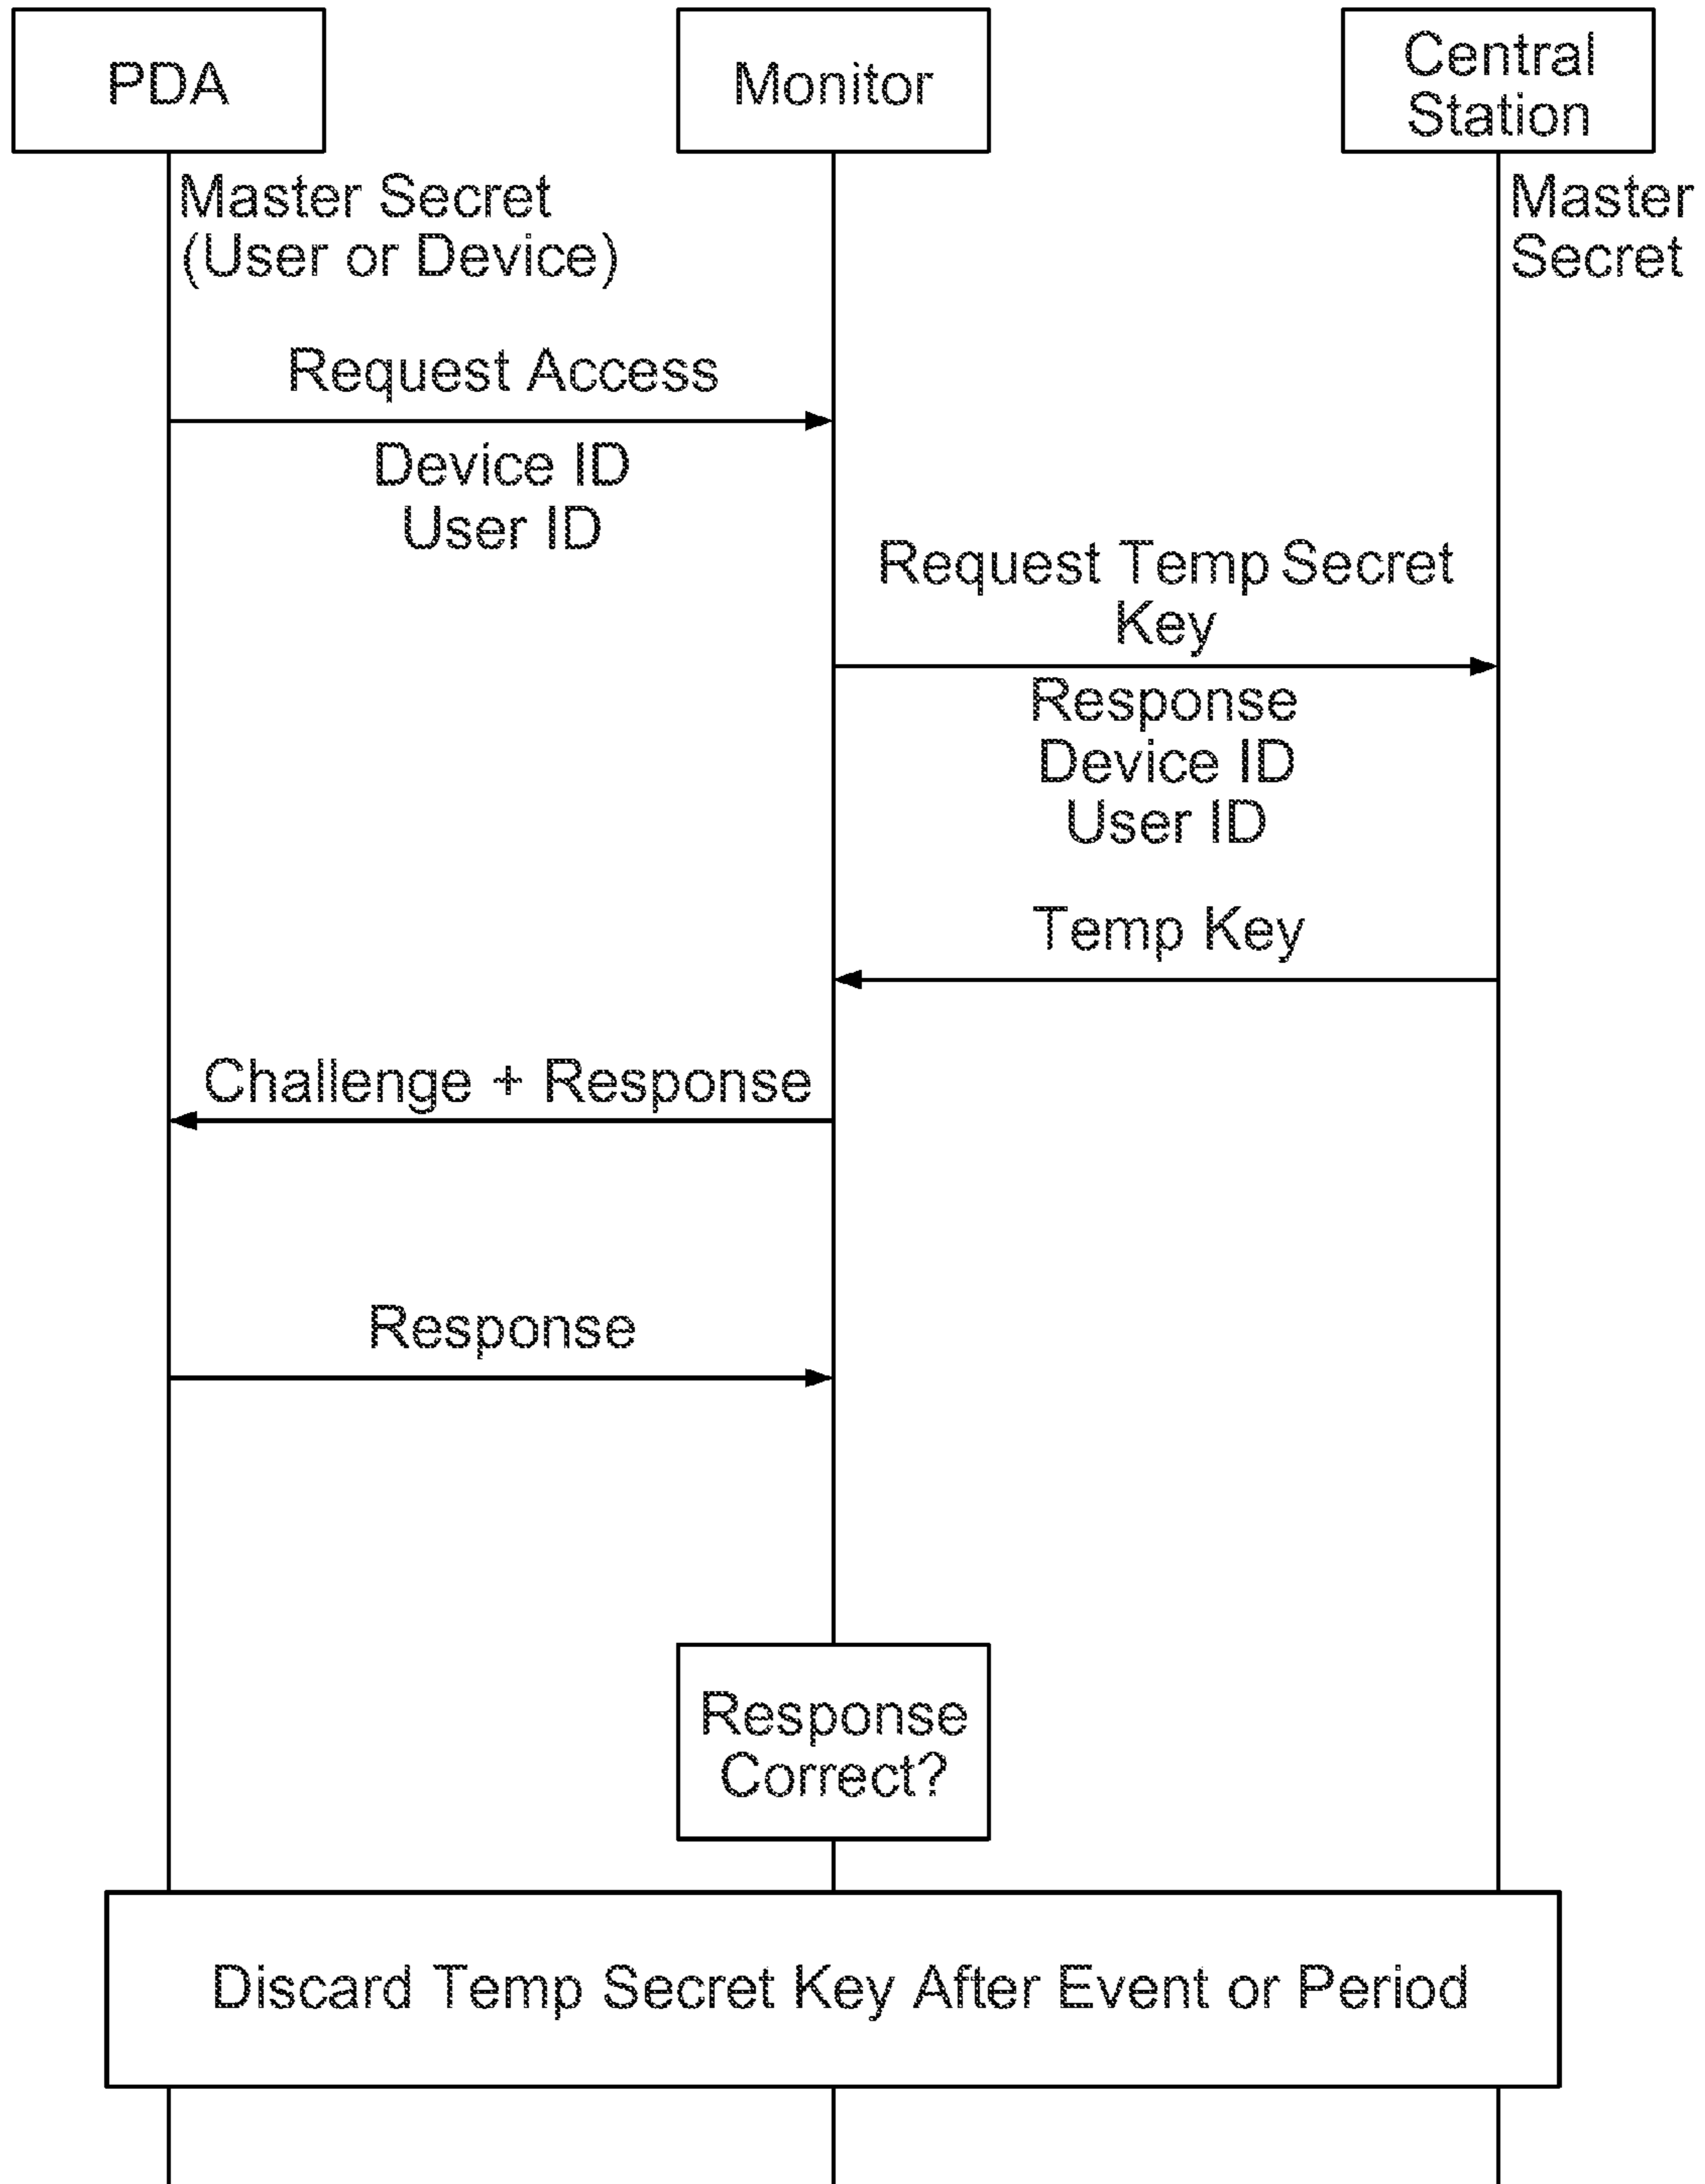 PDA
Monitor
Central
Station
Master Secret
(User or Device)
Master
Secret
Request Access
Device ID
User ID
Request Temp Secret
Key
Response
Device ID
User ID
Temp Key
Challenge + Response
Response
Response
Correct?
Discard Temp Secret Key After Event or Period